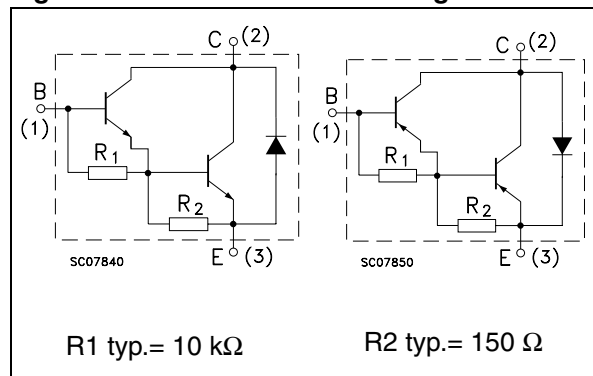 C (2)
B
(1)
R1
R2
E (3)
SC07840
C (2)
B
(1)
R1
R2
E (3)
SC07850
R1 typ.= 10 kΩ
R2 typ.= 150 Ω